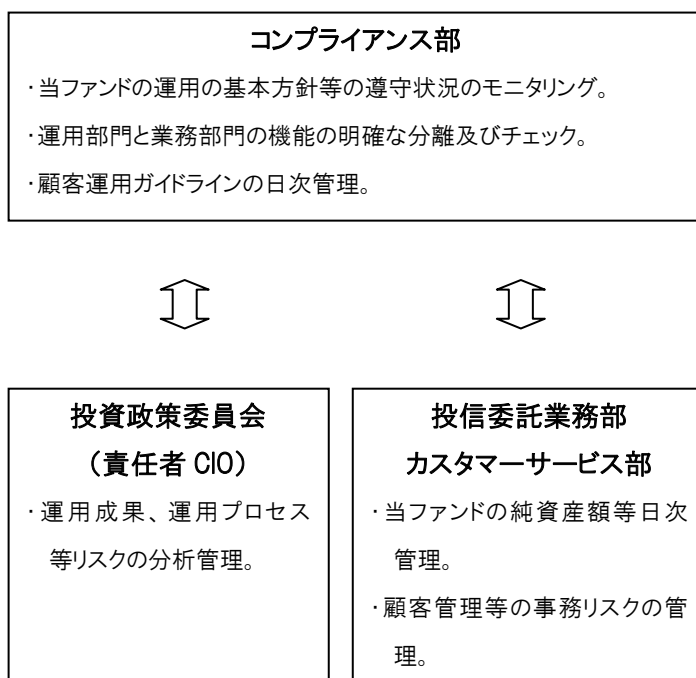 コンプライアンス部
・当ファンドの運用の基本方針等の遵守状況のモニタリング。
・運用部門と業務部門の機能の明確な分離及びチェック。
・顧客運用ガイドラインの日次管理。
投資政策委員会
（責任者 CIO）
・運用成果、運用プロセス
等リスクの分析管理。
投信委託業務部
カスタマーサービス部
・当ファンドの純資産額等日次
管理。
・顧客管理等の事務リスクの管
理。